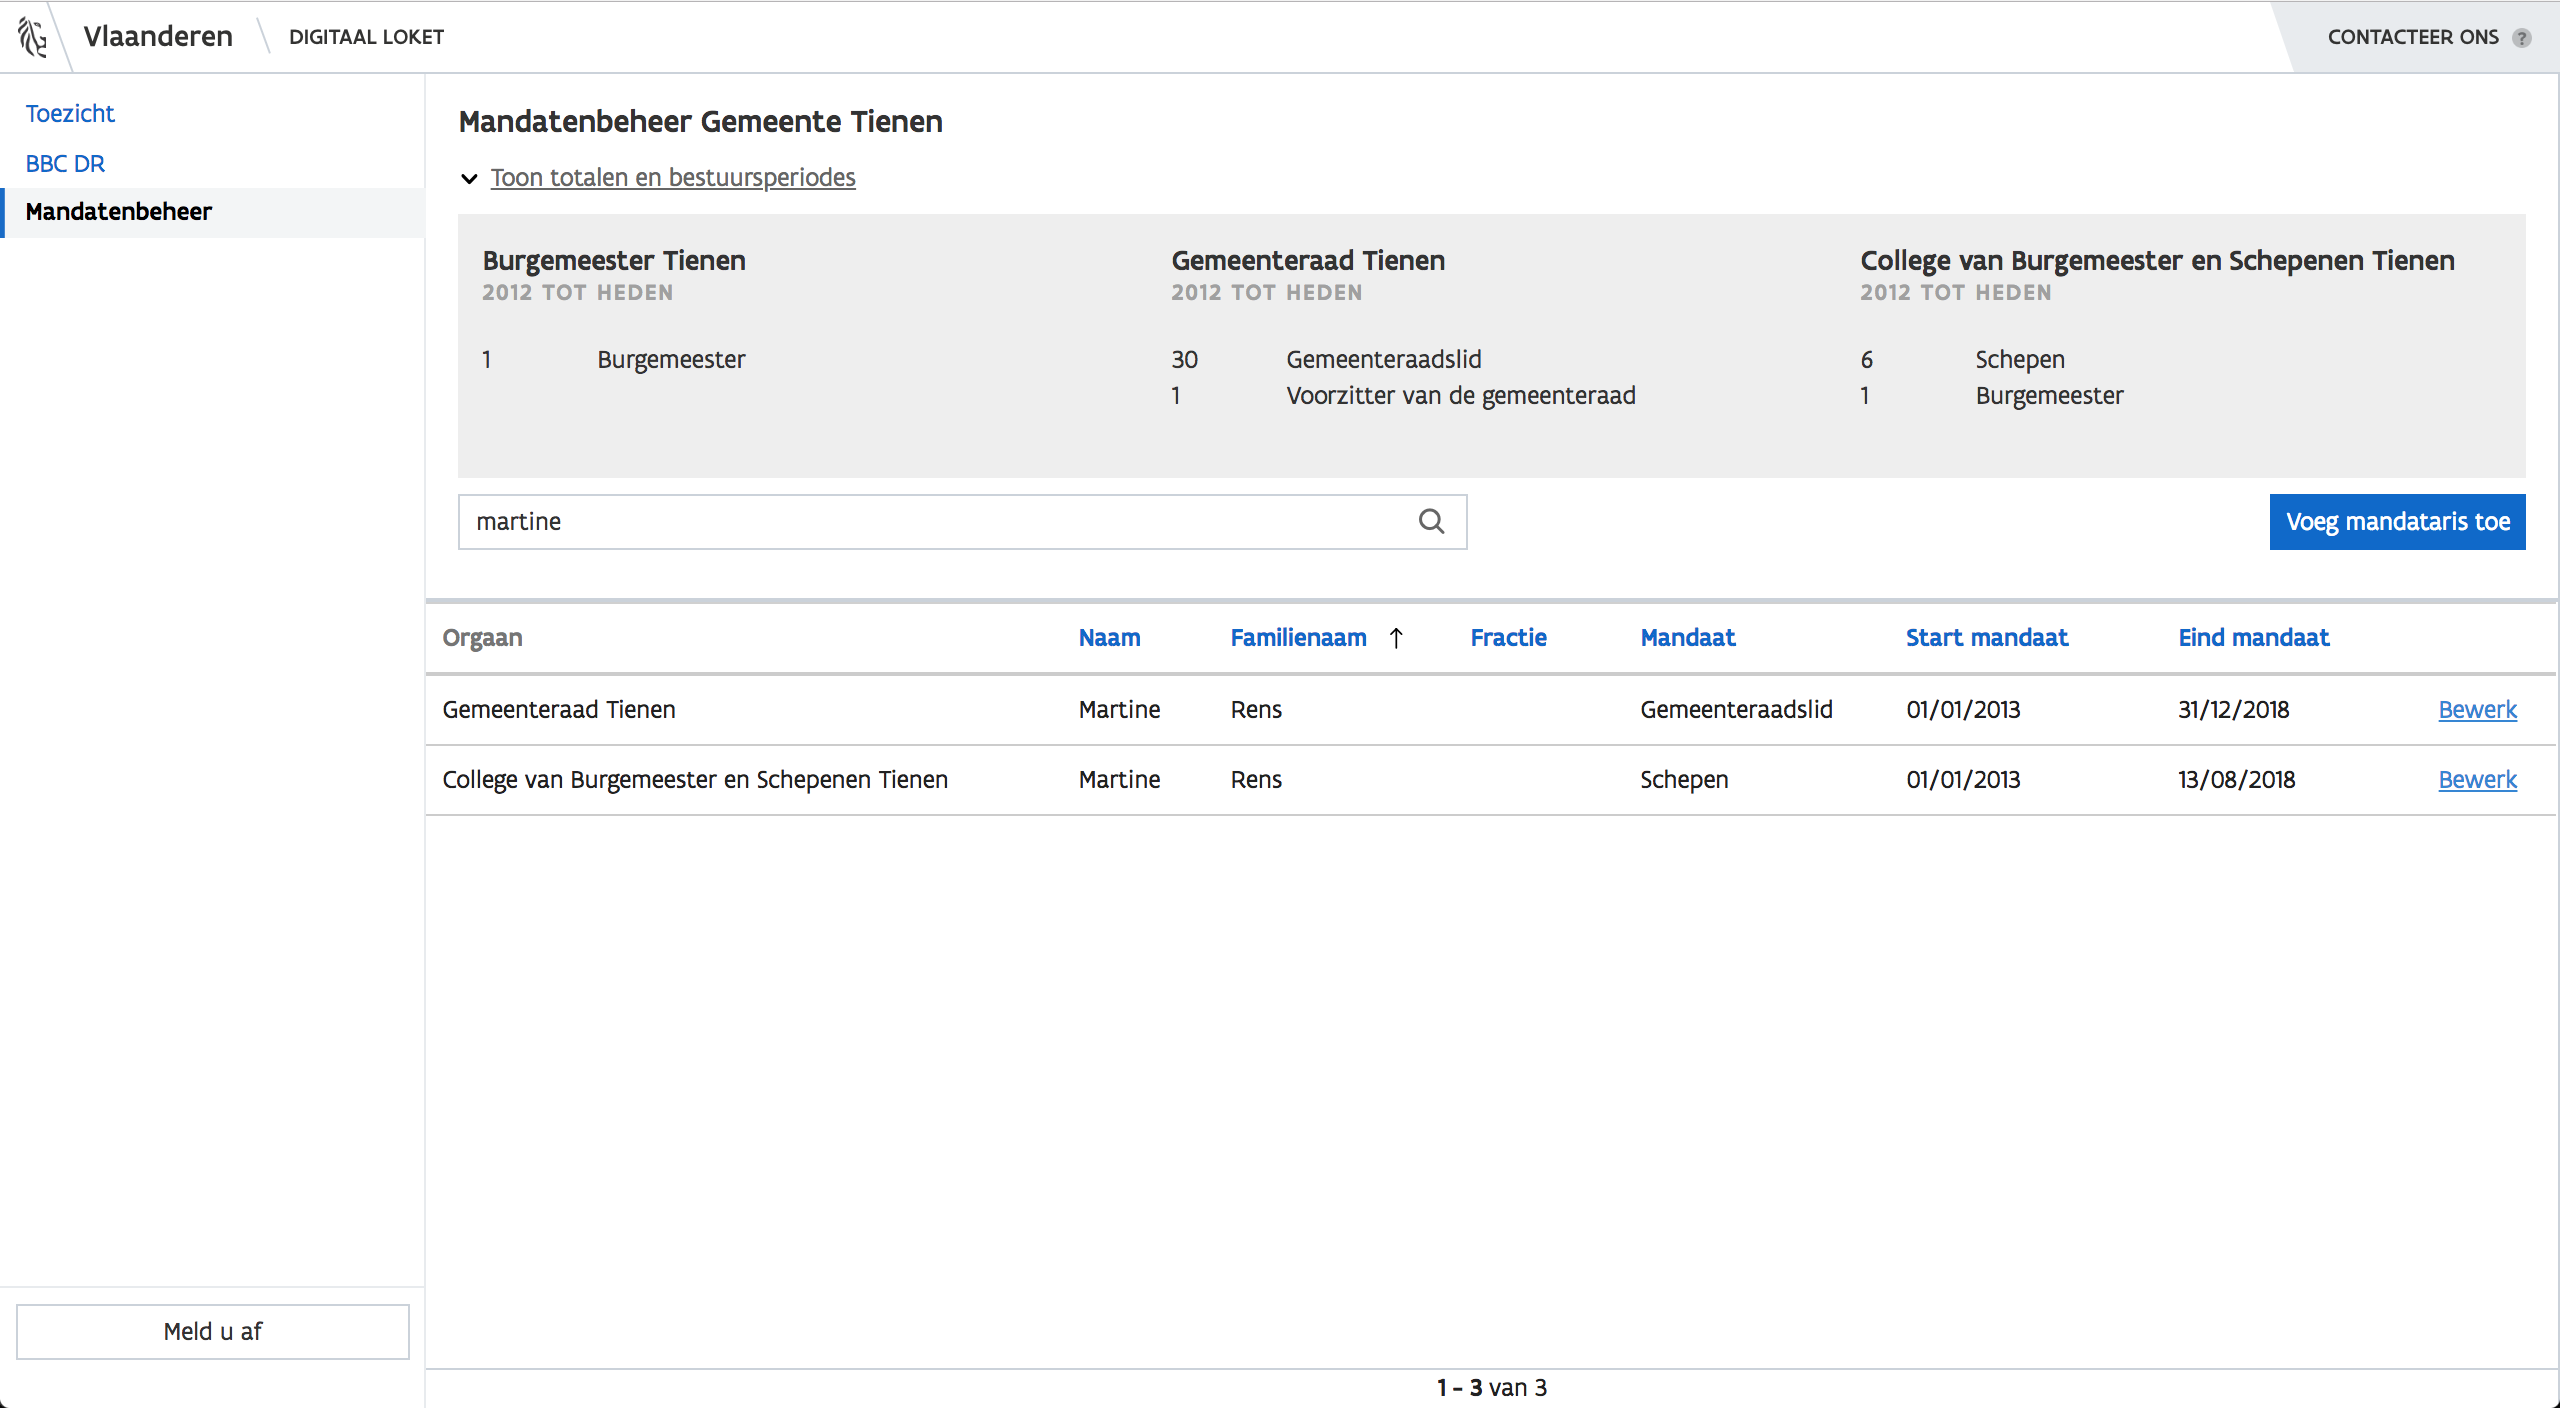 Vlaanderen DIGITAAL LOKET CONTACTEER ONS ?
Toezicht
BBC DR
Mandatenbeheer
Mandatenbeheer Gemeente Tienen
Toon totalen en bestuursperiodes
Burgemeester Tienen
2012 TOT HEDEN
1 Burgemeester
Gemeenteraad Tienen
2012 TOT HEDEN
30 Gemeenteraadslid
1 Voorzitter van de gemeenteraad
College van Burgemeester en Schepenen Tienen
2012 TOT HEDEN
6 Schepen
1 Burgemeester
martine
Voeg mandataris toe
Orgaan Naam Familienaam ↑ Fractie Mandaat Start mandaat Eind mandaat
Gemeenteraad Tienen Martine Rens Gemeenteraadslid 01/01/2013 31/12/2018 Bewerk
College van Burgemeester en Schepenen Tienen Martine Rens Schepen 01/01/2013 13/08/2018 Bewerk
Meld u af
1 - 3 van 3